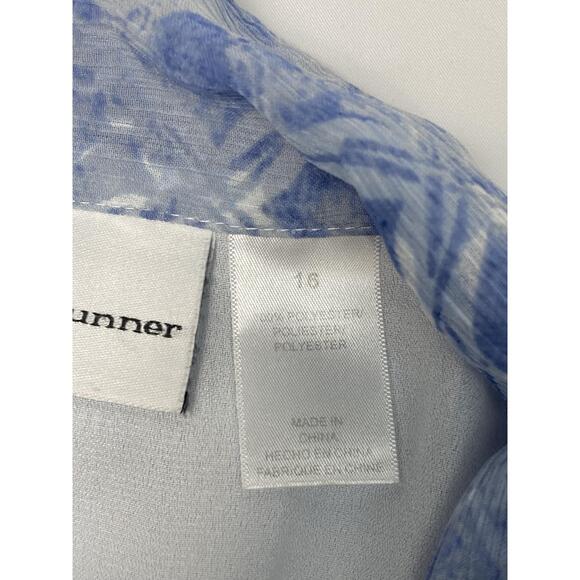 unner
16
100% POLYESTER/
POLIESTER/
POLYESTER
MADE IN
CHINA
HECHO EN CHINA
FABRIQUE EN CHINE